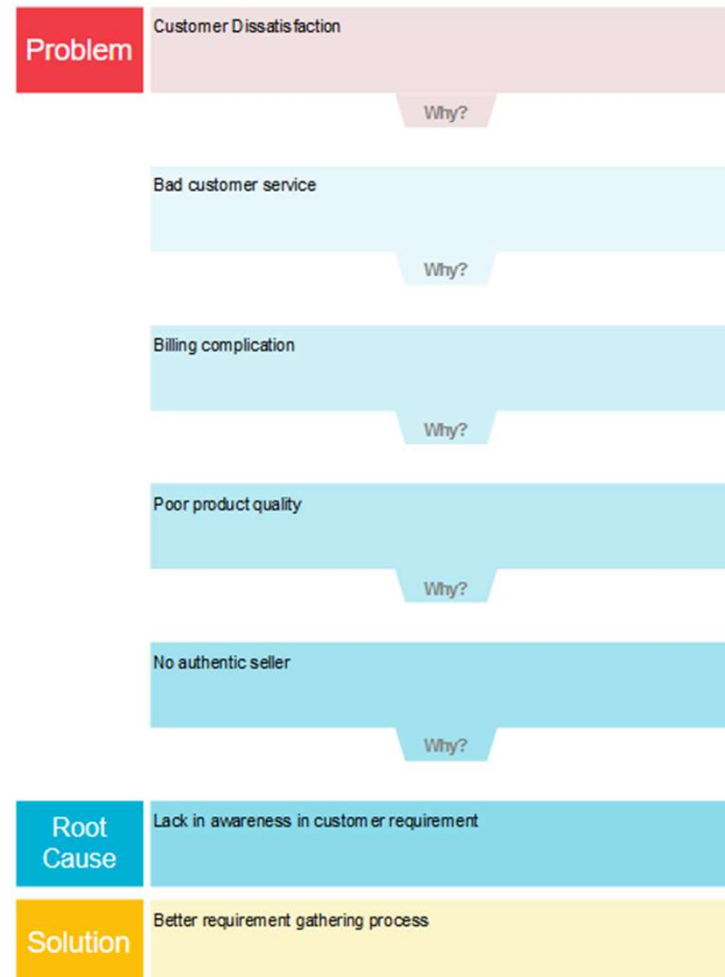 Problem
Customer Dissatisfaction
Why?
Bad customer service
Why?
Billing complication
Why?
Poor product quality
Why?
No authentic seller
Why?
Root
Cause
Lack in awareness in customer requirement
Solution
Better requirement gathering process